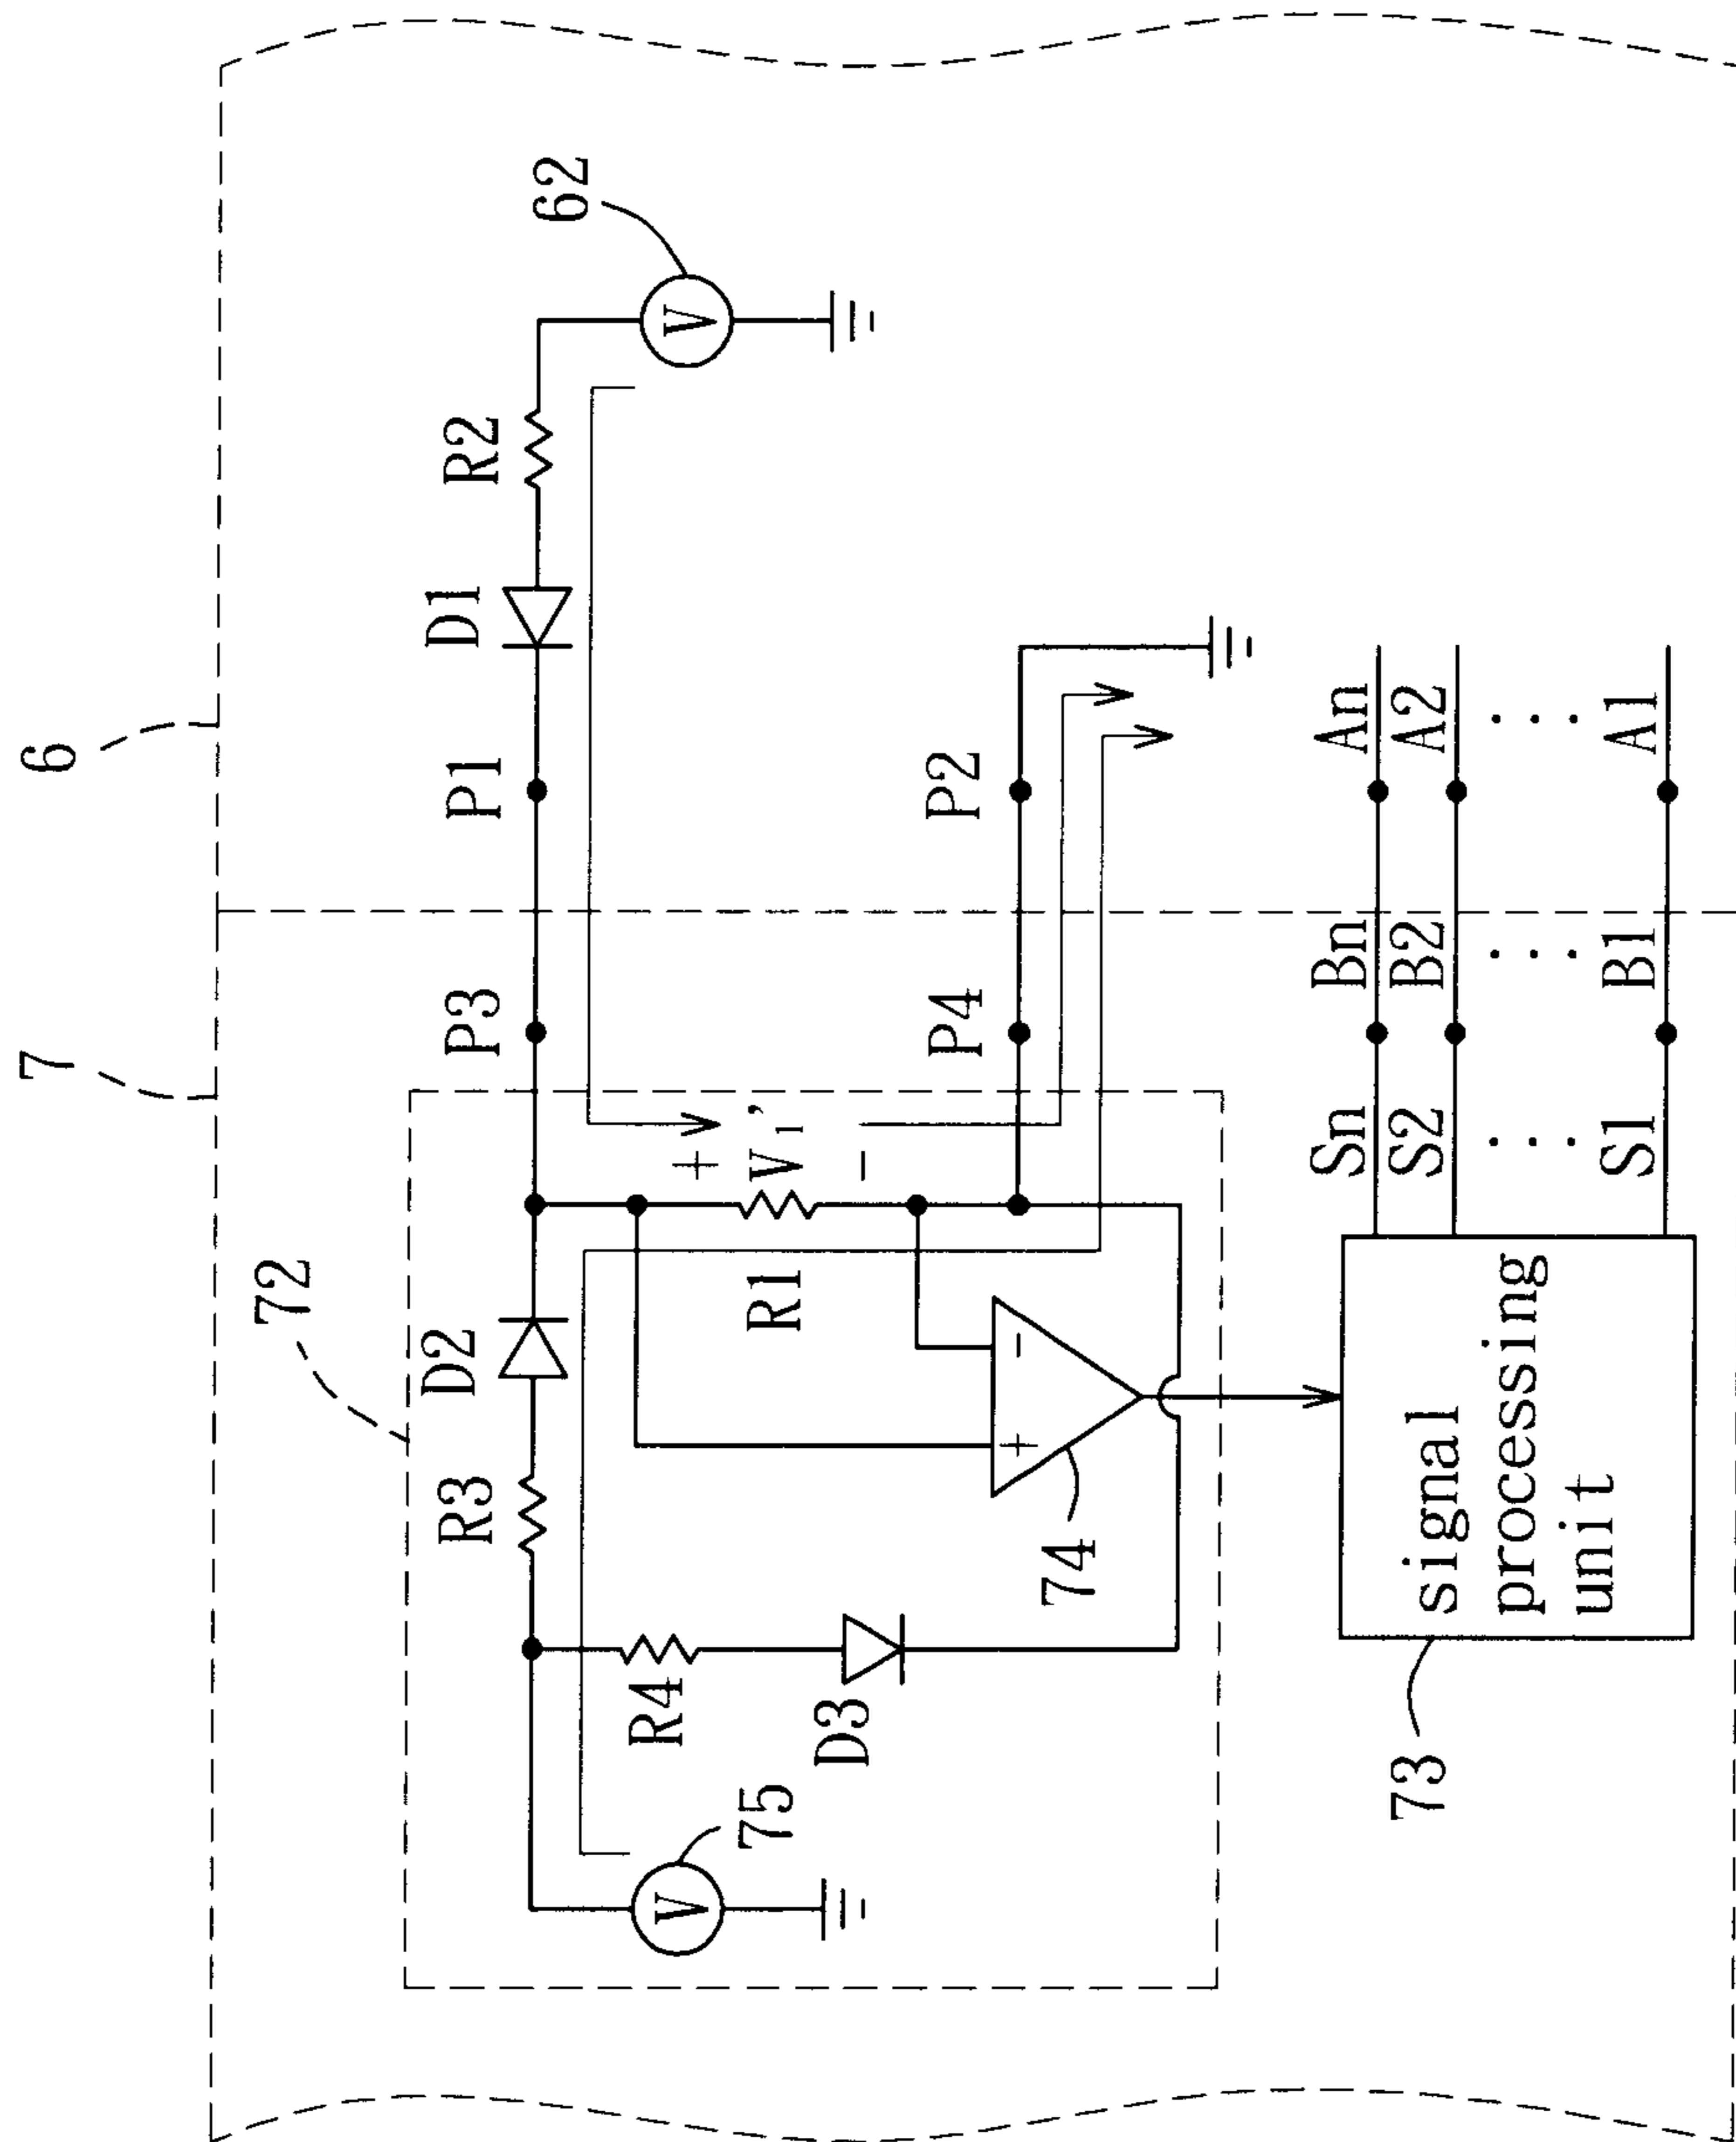 6
7
62
R2
D1
P1
P3
72
D2
R3
R4
D3
75
V
V
+
V₁'
-
R1
P2
P4
+
-
74
An
A2
...
A1
Bn
B2
...
B1
Sn
S2
...
S1
signal
processing
unit
73